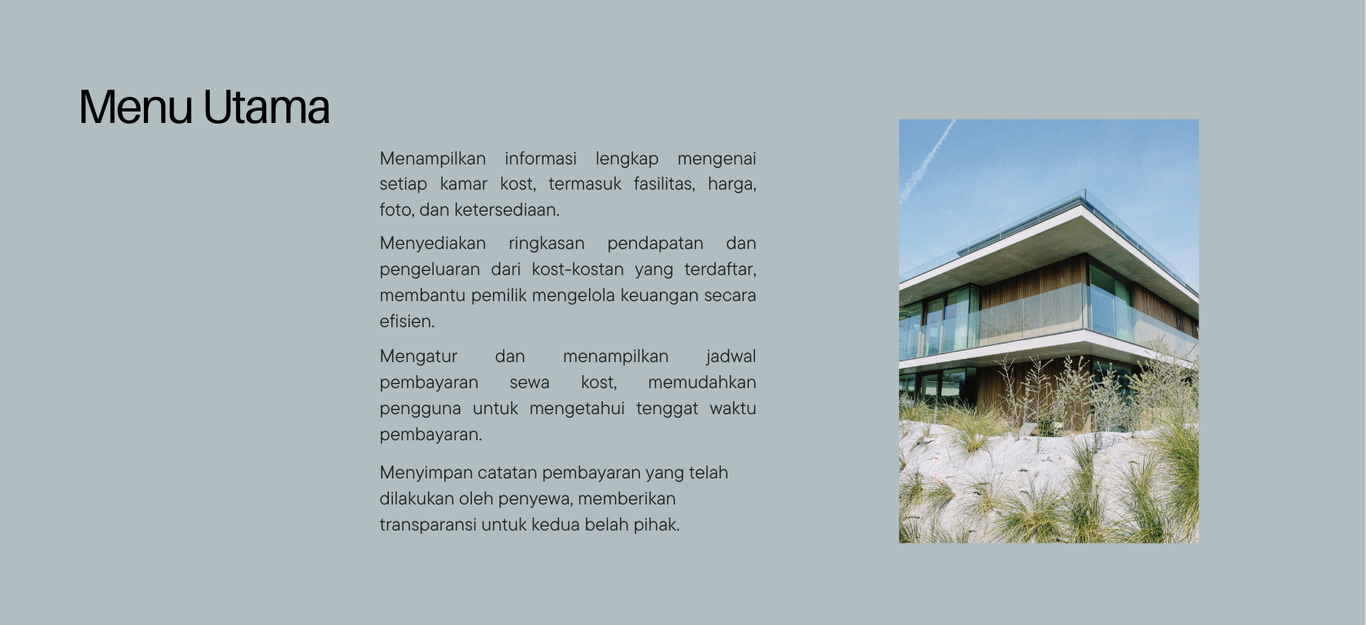 Menu Utama
Menampilkan informasi lengkap mengenai
setiap kamar kost, termasuk fasilitas, harga,
foto, dan ketersediaan.
Menyediakan ringkasan pendapatan dan
pengeluaran dari kost-kostan yang terdaftar,
membantu pemilik mengelola keuangan secara
efisien.
Mengatur dan menampilkan jadwal
pembayaran sewa kost, memudahkan
pengguna untuk mengetahui tenggat waktu
pembayaran.
Menyimpan catatan pembayaran yang telah
dilakukan oleh penyewa, memberikan
transparansi untuk kedua belah pihak.